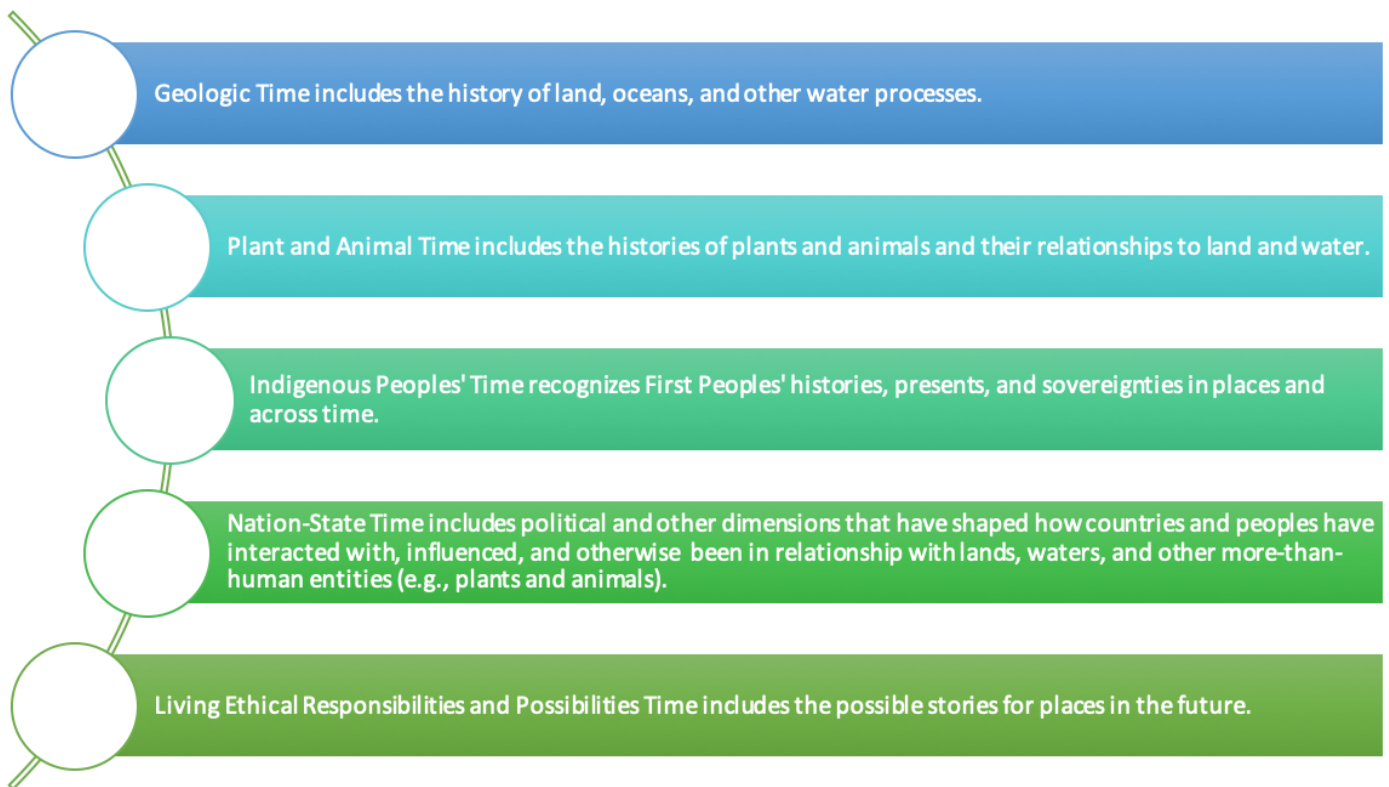 Geologic Time includes the history of land, oceans, and other water processes.
Plant and Animal Time includes the histories of plants and animals and their relationships to land and water.
Indigenous Peoples' Time recognizes First Peoples' histories, presents, and sovereignties in places and
across time.
Nation-State Time includes political and other dimensions that have shaped how countries and peoples have
interacted with, influenced, and otherwise been in relationship with lands, waters, and other more-than-
human entities (e.g., plants and animals).
Living Ethical Responsibilities and Possibilities Time includes the possible stories for places in the future.